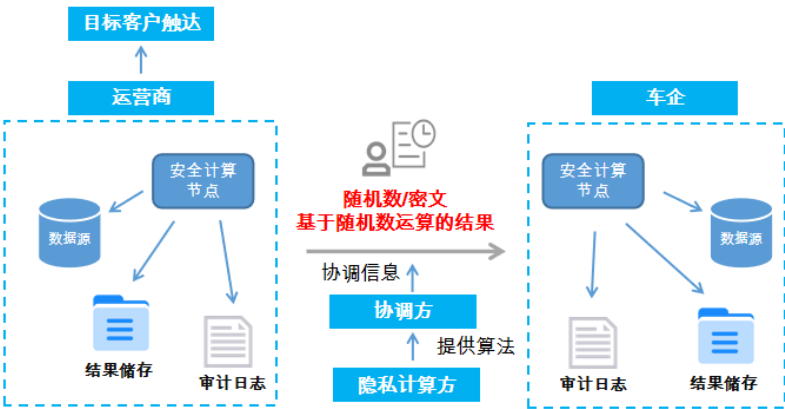 目标客户触达
运营商
车企
安全计算
节点
数据源
结果储存
审计日志
随机数/密文
基于随机数运算的结果
协调信息
协调方
提供算法
隐私计算方
安全计算
节点
数据源
审计日志
结果储存